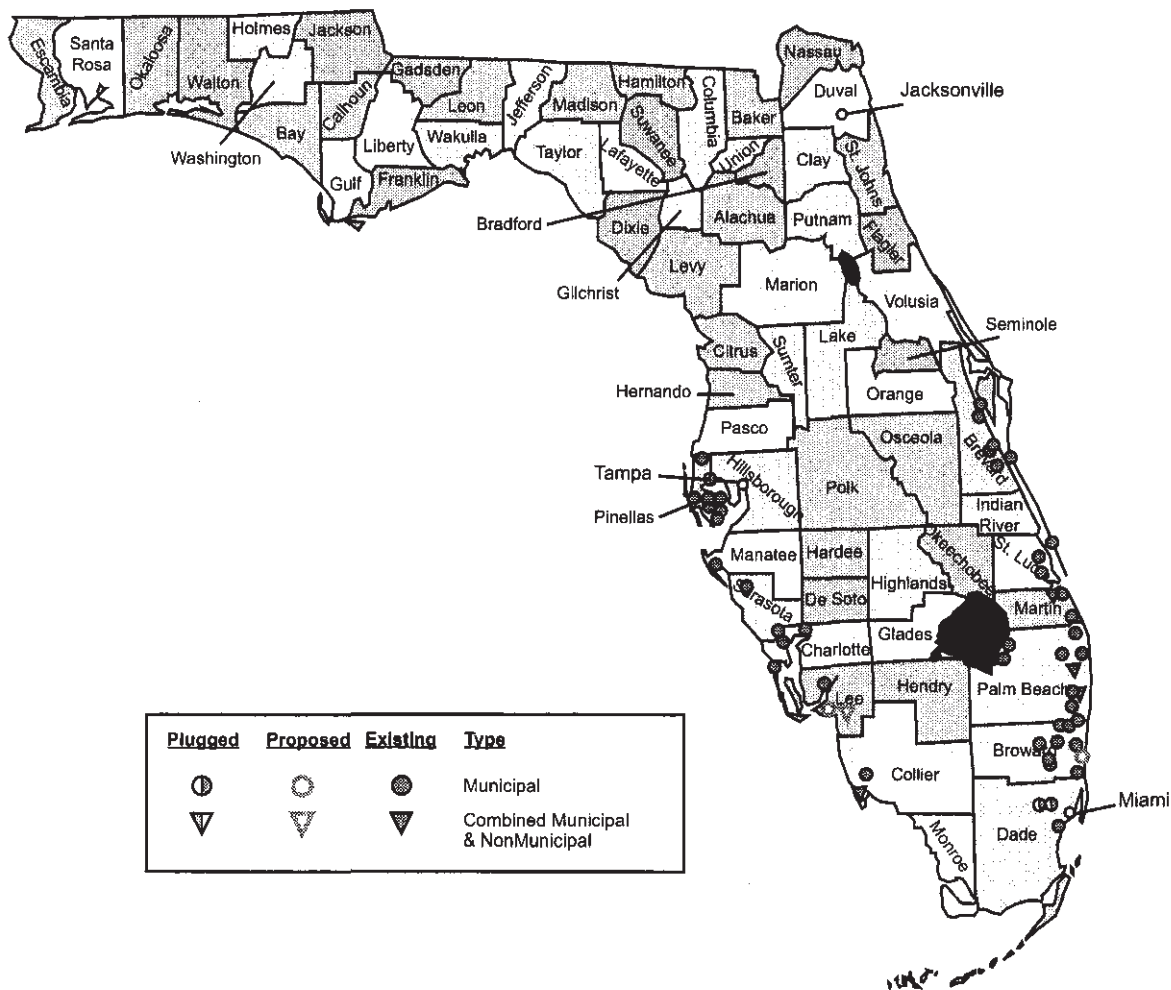 Escambia
Santa
Rosa
Okaloosa
Walton
Holmes
Jackson
Washington
Bay
Calhoun
Gulf
Liberty
Gadsden
Leon
Wakulla
Franklin
Jefferson
Madison
Taylor
Hamilton
Suwanee
Lafayette
Columbia
Baker
Nassau
Duval
Jacksonville
Union
Bradford
Clay
St. Johns
Dixie
Gilchrist
Alachua
Putnam
Flagler
Levy
Marion
Volusia
Citrus
Sumter
Lake
Seminole
Hernando
Orange
Pasco
Osceola
Brevard
Tampa
Hillsborough
Polk
Pinellas
Indian
River
Manatee
Hardee
Highlands
Okeechobee
St. Luc
Sarasota
De Soto
Martin
Charlotte
Glades
Lee
Hendry
Palm Beach
Collier
Broward
Monroe
Dade
Miami
Plugged Proposed Existing Type
Municipal
Combined Municipal
& NonMunicipal